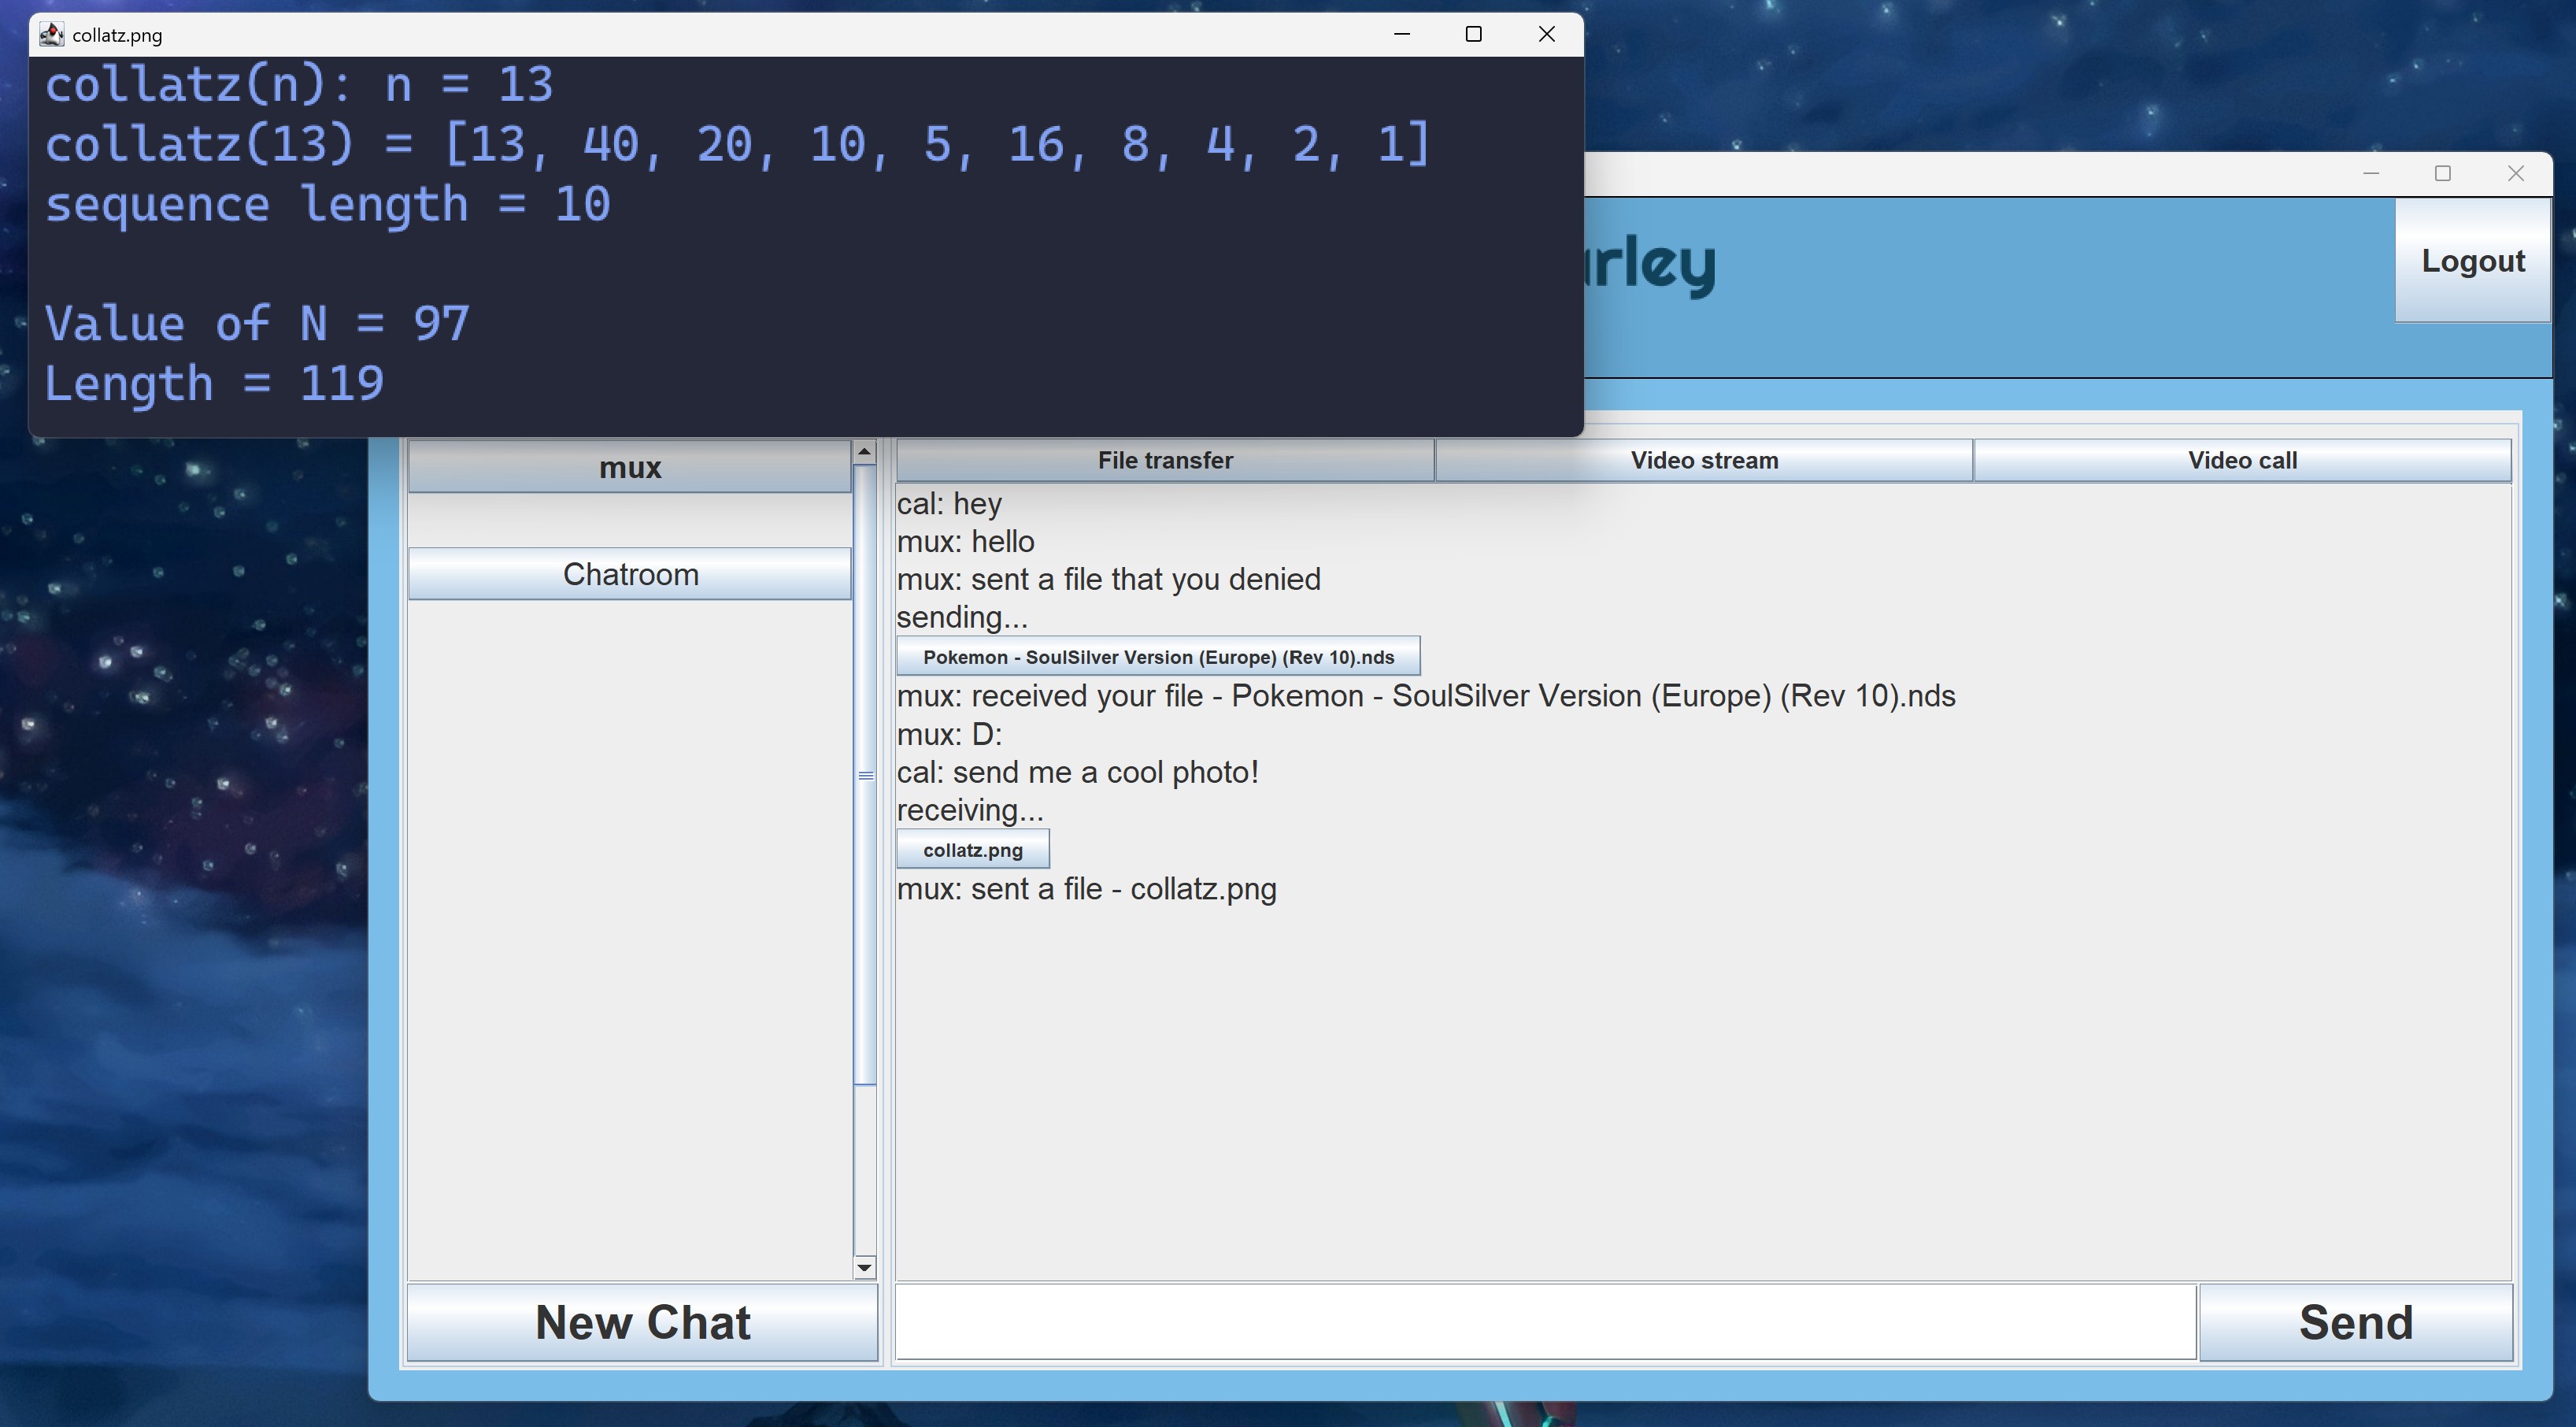 collatz.png
collatz(n): n = 13
collatz(13) = [13, 40, 20, 10, 5, 16, 8, 4, 2, 1]
sequence length = 10
Value of N = 97
Length = 119
Logout
mux
Chatroom
File transfer Video stream Video call
cal: hey
mux: hello
mux: sent a file that you denied
sending...
Pokemon - SoulSilver Version (Europe) (Rev 10).nds
mux: received your file - Pokemon - SoulSilver Version (Europe) (Rev 10).nds
mux: D:
cal: send me a cool photo!
receiving...
collatz.png
mux: sent a file - collatz.png
New Chat
Send